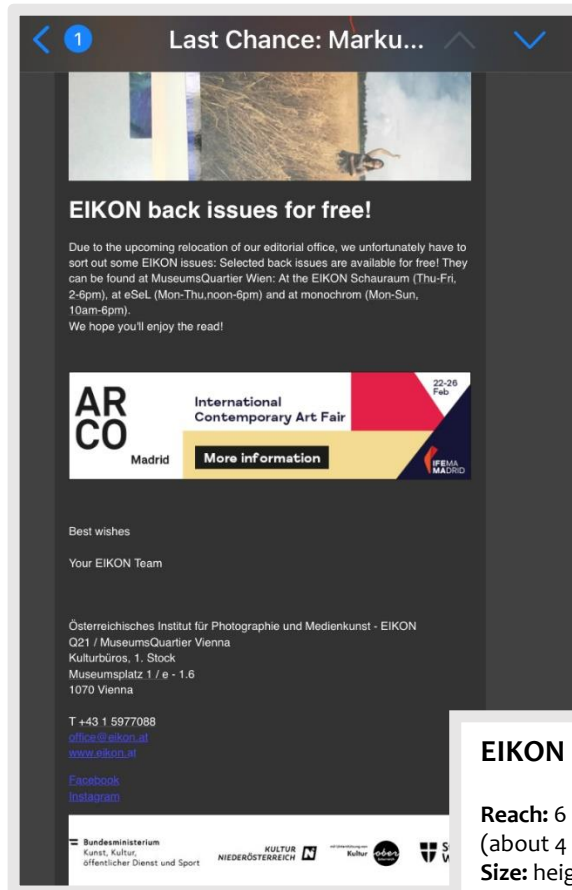 1
Last Chance: Marku...
EIKON back issues for free!
Due to the upcoming relocation of our editorial office, we unfortunately have to
sort out some EIKON issues: Selected back issues are available for free! They
can be found at MuseumsQuartier Wien: At the EIKON Schauraum (Thu-Fri,
2-6pm), at eSeL (Mon-Thu,noon-6pm) and at monochrom (Mon-Sun,
10am-6pm).
We hope you'll enjoy the read!
AR
CO
Madrid
International
Contemporary Art Fair
More information
22-26
Feb
IFEMA
MADRID
Best wishes
Your EIKON Team
Österreichisches Institut für Photographie und Medienkunst - EIKON
Q21 / MuseumsQuartier Vienna
Kulturbüros, 1. Stock
Museumsplatz 1 / e - 1.6
1070 Vienna
T +43 1 5977088
office@eikon.at
www.eikon.at
Facebook
Instagram
Bundesministerium
Kunst, Kultur,
öffentlicher Dienst und Sport
KULTUR
NIEDERÖSTERREICH
Kultur
EIKON
Reach: 6
(about 4
Size: heig